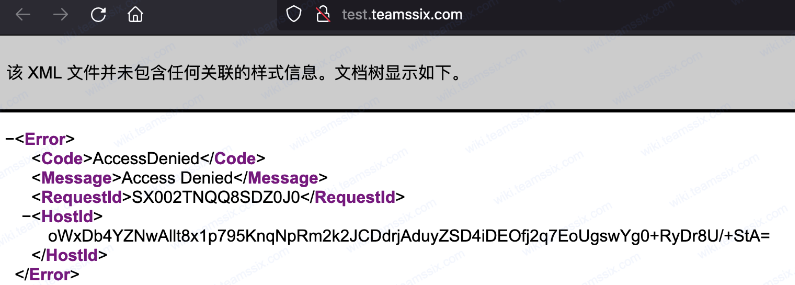 test.teamssix.com
该 XML 文件并未包含任何关联的样式信息。文档树显示如下。
−<Error>
<Code>AccessDenied</Code>
<Message>Access Denied</Message>
<RequestId>SX002TNQQ8SDZ0J0</RequestId>
−<HostId>
oWxDb4YZNwAllt8x1p795KnqNpRm2k2JCDdrjAduyZSD4iDEOfj2q7EoUgswYg0+RyDr8U/+StA=
</HostId>
</Error>
wiki.teamssix.com